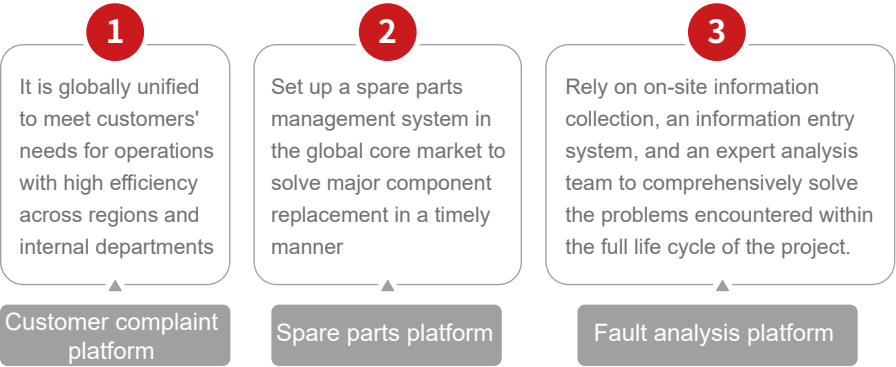 1
It is globally unified
to meet customers'
needs for operations
with high efficiency
across regions and
internal departments
Customer complaint
platform
2
Set up a spare parts
management system in
the global core market to
solve major component
replacement in a timely
manner
Spare parts platform
3
Rely on on-site information
collection, an information entry
system, and an expert analysis
team to comprehensively solve
the problems encountered within
the full life cycle of the project.
Fault analysis platform